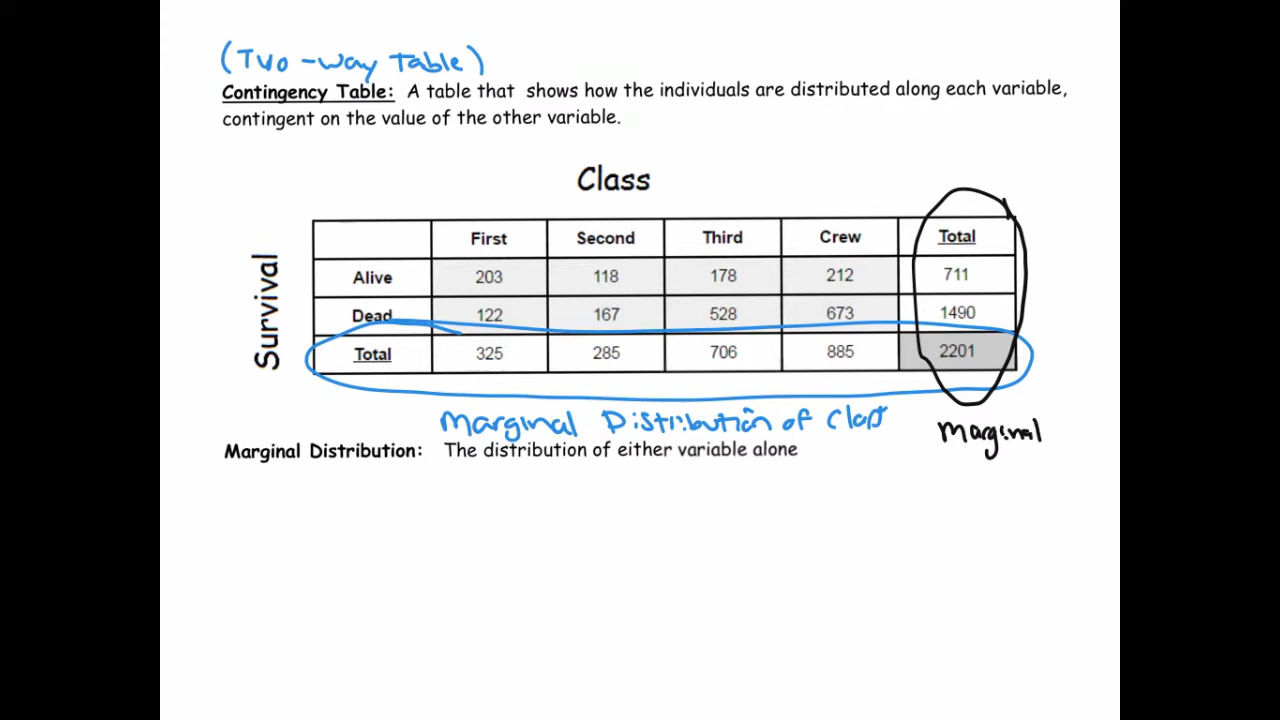 (Two-way Table)
Contingency Table: A table that shows how the individuals are distributed along each variable,
contingent on the value of the other variable.
Class
Survival
First Second Third Crew Total
Alive 203 118 178 212 711
Dead 122 167 528 673 1490
Total 325 285 706 885 2201
Marginal Distribution of Class
Marginal
Marginal Distribution: The distribution of either variable alone